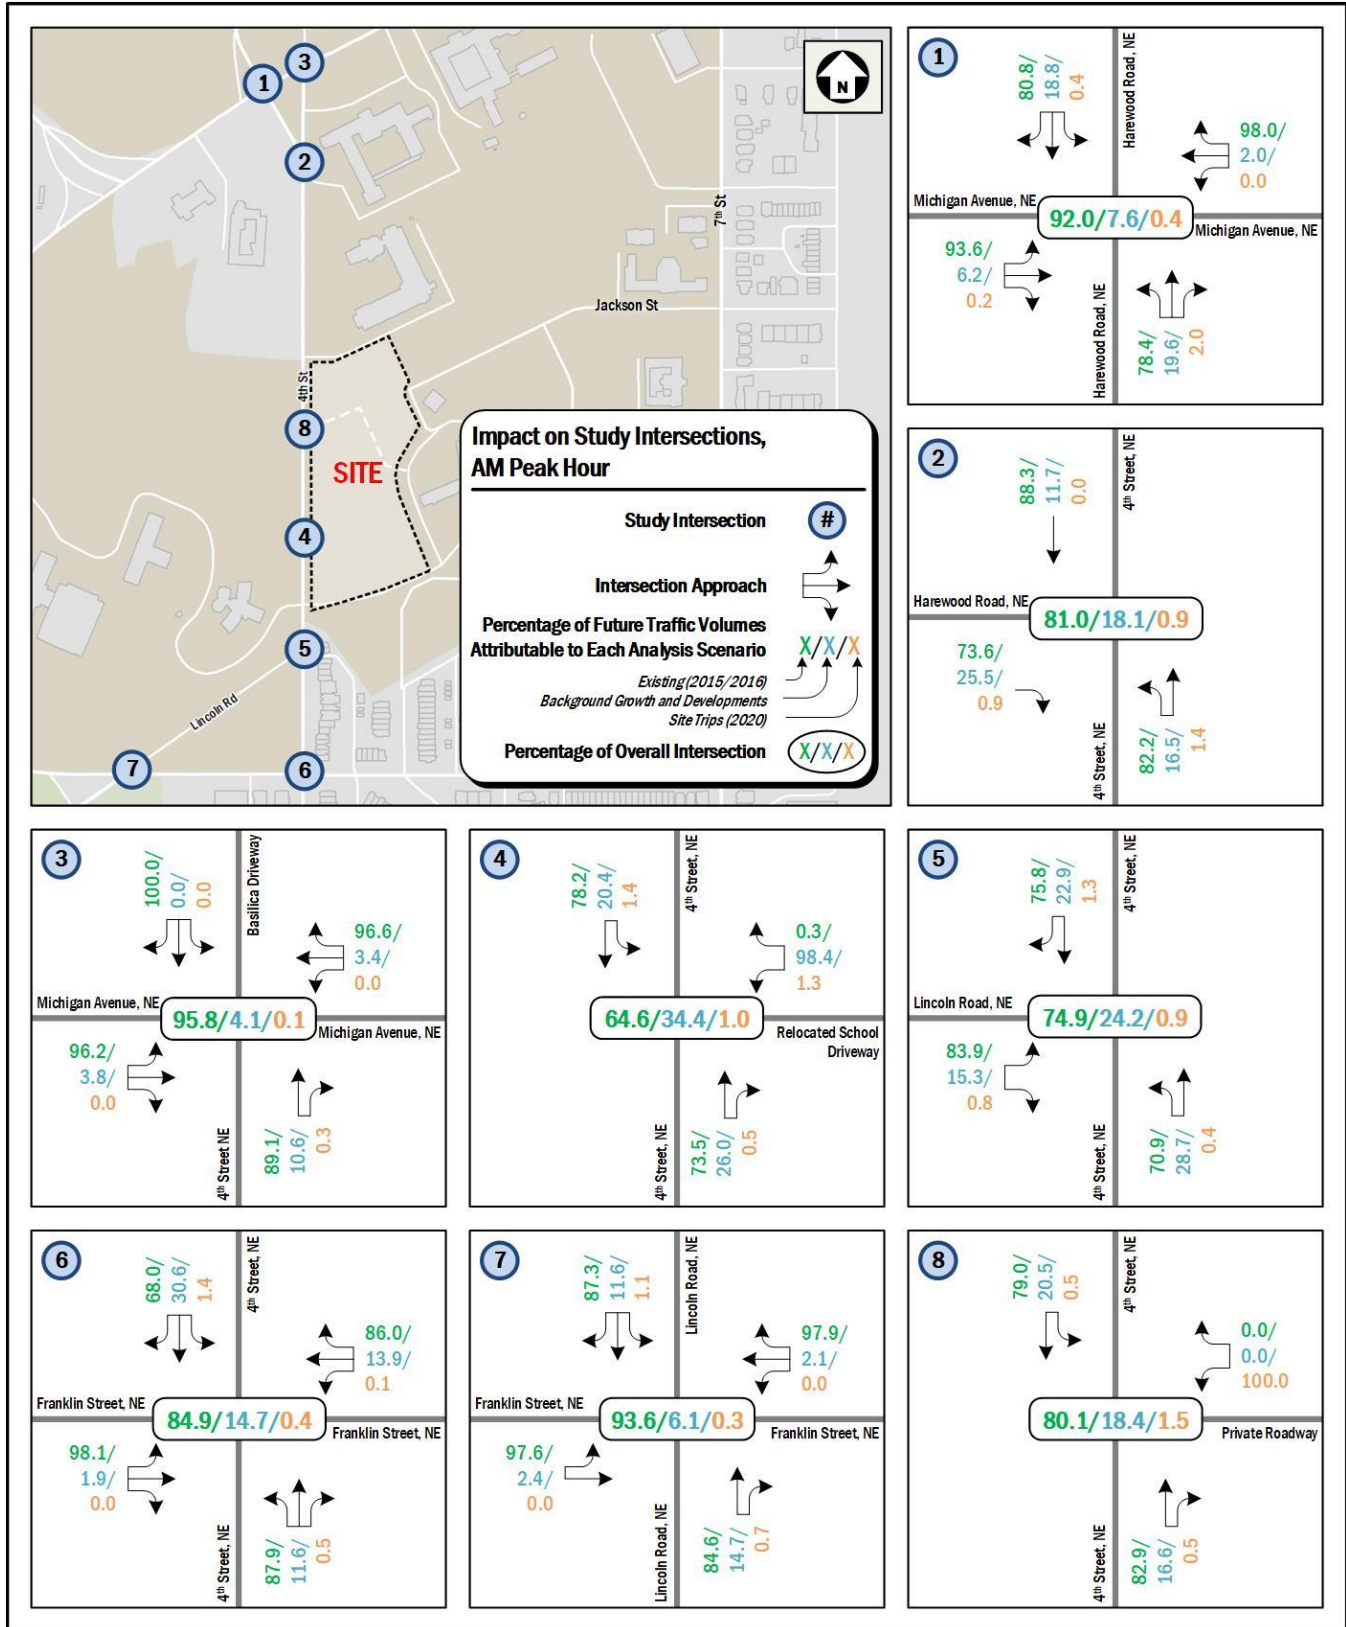 1
3
2
N
7th St
Jackson St
4th St
8
SITE
4
5
Lincoln Rd
7
6
Impact on Study Intersections,
AM Peak Hour
Study Intersection
#
Intersection Approach
Percentage of Future Traffic Volumes
Attributable to Each Analysis Scenario
X/X/X
Existing (2015/2016)
Background Growth and Developments
Site Trips (2020)
Percentage of Overall Intersection
X/X/X
1
80.8/
18.8/
0.4
Harewood Road, NE
98.0/
2.0/
0.0
Michigan Avenue, NE
92.0/7.6/0.4
Michigan Avenue, NE
93.6/
6.2/
0.2
Harewood Road, NE
78.4/
19.6/
2.0
2
88.3/
11.7/
0.0
4th Street, NE
Harewood Road, NE
81.0/18.1/0.9
73.6/
25.5/
0.9
4th Street, NE
82.2/
16.5/
1.4
3
100.0/
0.0/
0.0
Basilica Driveway
96.6/
3.4/
0.0
Michigan Avenue, NE
95.8/4.1/0.1
Michigan Avenue, NE
96.2/
3.8/
0.0
4th Street NE
89.1/
10.6/
0.3
4
78.2/
20.4/
1.4
4th Street, NE
0.3/
98.4/
1.3
64.6/34.4/1.0
Relocated School
Driveway
4th Street, NE
73.5/
26.0/
0.5
5
75.8/
22.9/
1.3
4th Street, NE
Lincoln Road, NE
74.9/24.2/0.9
83.9/
15.3/
0.8
4th Street, NE
70.9/
28.7/
0.4
6
68.0/
30.6/
1.4
4th Street, NE
86.0/
13.9/
0.1
Franklin Street, NE
84.9/14.7/0.4
Franklin Street, NE
98.1/
1.9/
0.0
4th Street, NE
87.9/
11.6/
0.5
7
87.3/
11.6/
1.1
Lincoln Road, NE
97.9/
2.1/
0.0
Franklin Street, NE
93.6/6.1/0.3
Franklin Street, NE
97.6/
2.4/
0.0
Lincoln Road, NE
84.6/
14.7/
0.7
8
79.0/
20.5/
0.5
4th Street, NE
0.0/
0.0/
100.0
80.1/18.4/1.5
Private Roadway
4th Street, NE
82.9/
16.6/
0.5